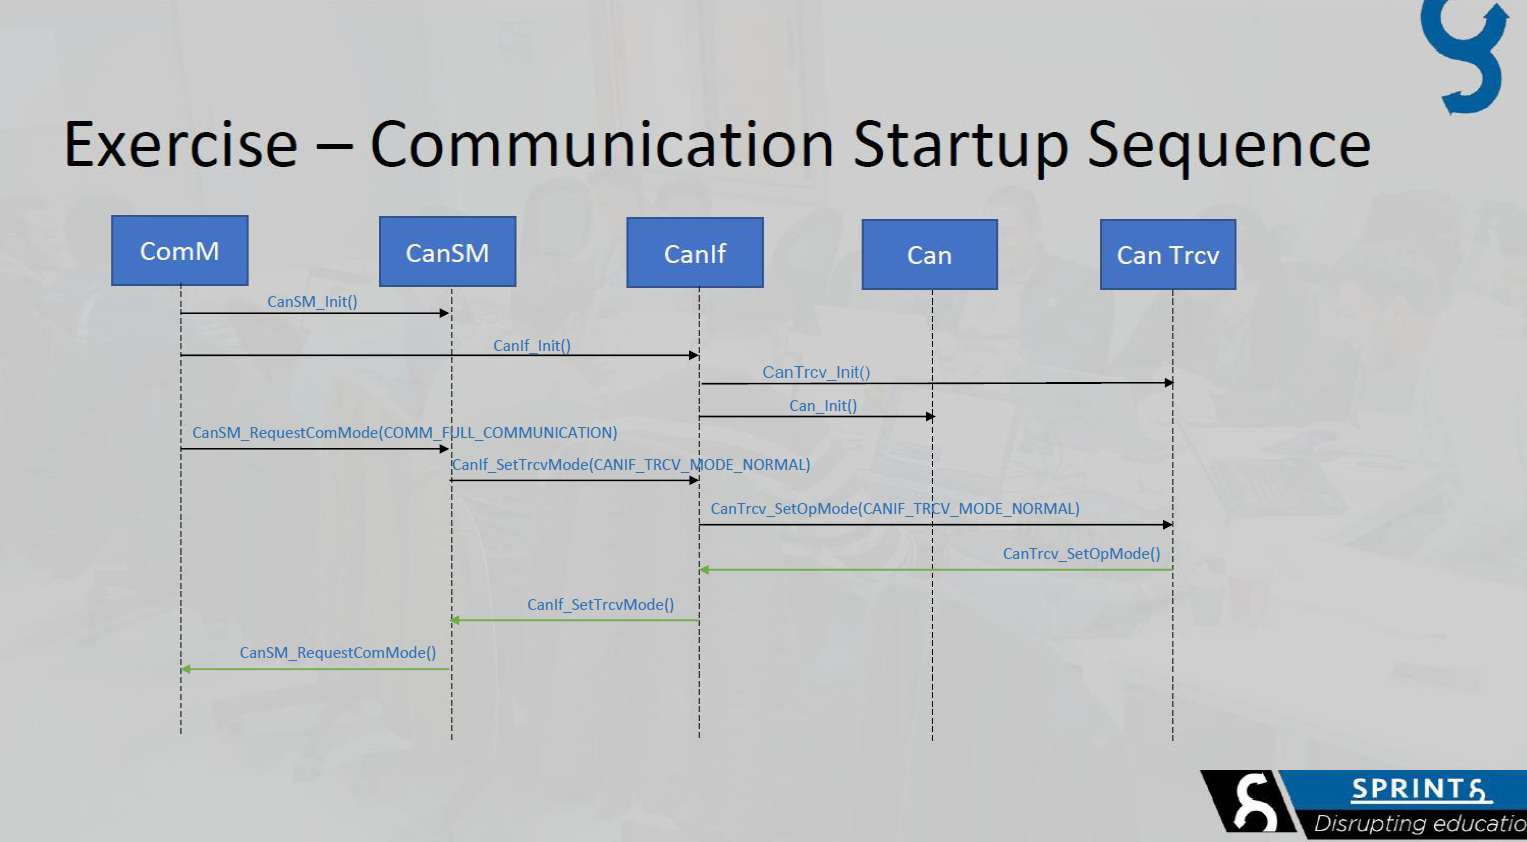 Exercise – Communication Startup Sequence
ComM
CanSM
CanIf
Can
Can Trcv
CanSM_Init()
CanIf_Init()
CanTrcv_Init()
Can_Init()
CanSM_RequestComMode(COMM_FULL_COMMUNICATION)
CanIf_SetTrcvMode(CANIF_TRCV_MODE_NORMAL)
CanTrcv_SetOpMode(CANIF_TRCV_MODE_NORMAL)
CanTrcv_SetOpMode()
CanIf_SetTrcvMode()
CanSM_RequestComMode()
SPRINTS
Disrupting educatio